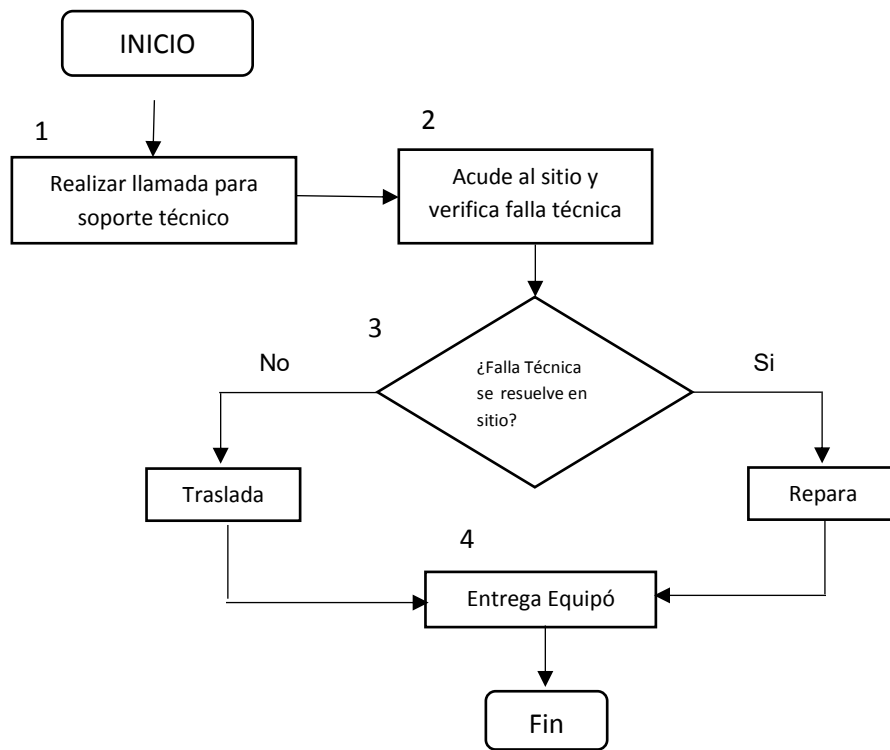 INICIO
1
Realizar llamada para
soporte técnico
2
Acude al sitio y
verifica falla técnica
3
¿Falla Técnica
se resuelve en
sitio?
No
Si
Traslada
Repara
4
Entrega Equipó
Fin